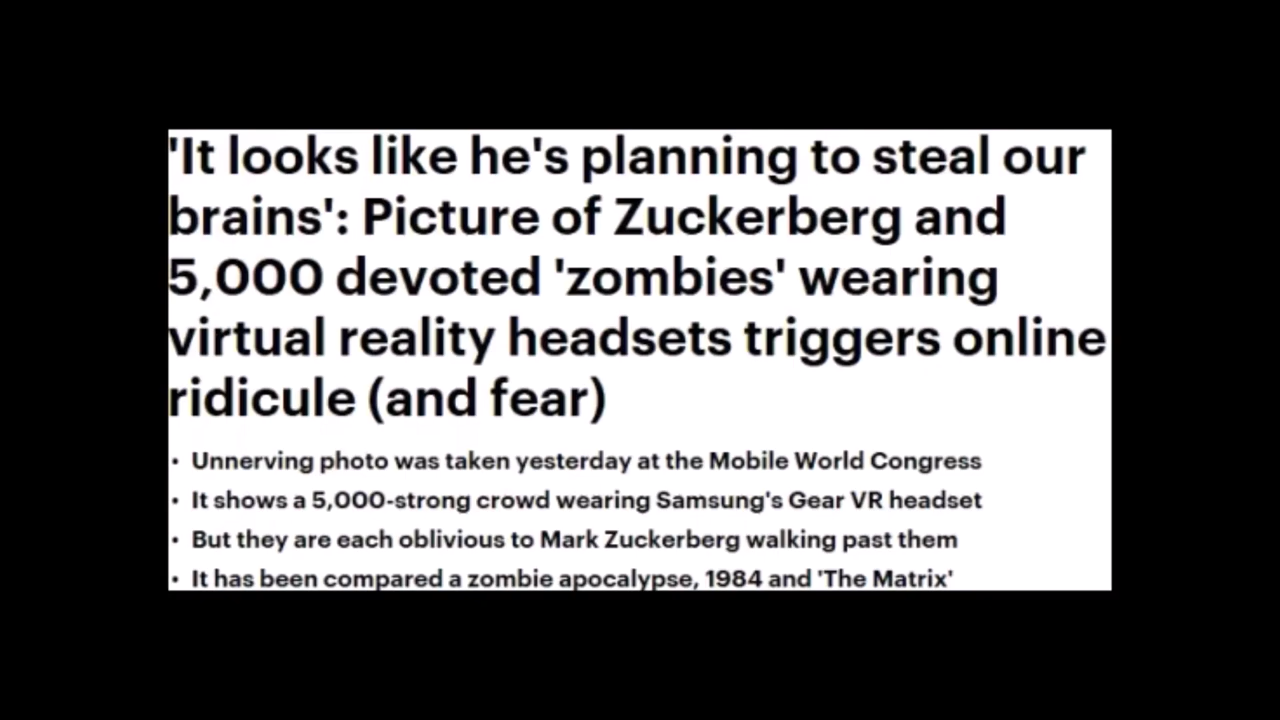 'It looks like he's planning to steal our
brains': Picture of Zuckerberg and
5,000 devoted 'zombies' wearing
virtual reality headsets triggers online
ridicule (and fear)
• Unnerving photo was taken yesterday at the Mobile World Congress
• It shows a 5,000-strong crowd wearing Samsung's Gear VR headset
• But they are each oblivious to Mark Zuckerberg walking past them
• It has been compared a zombie apocalypse, 1984 and 'The Matrix'